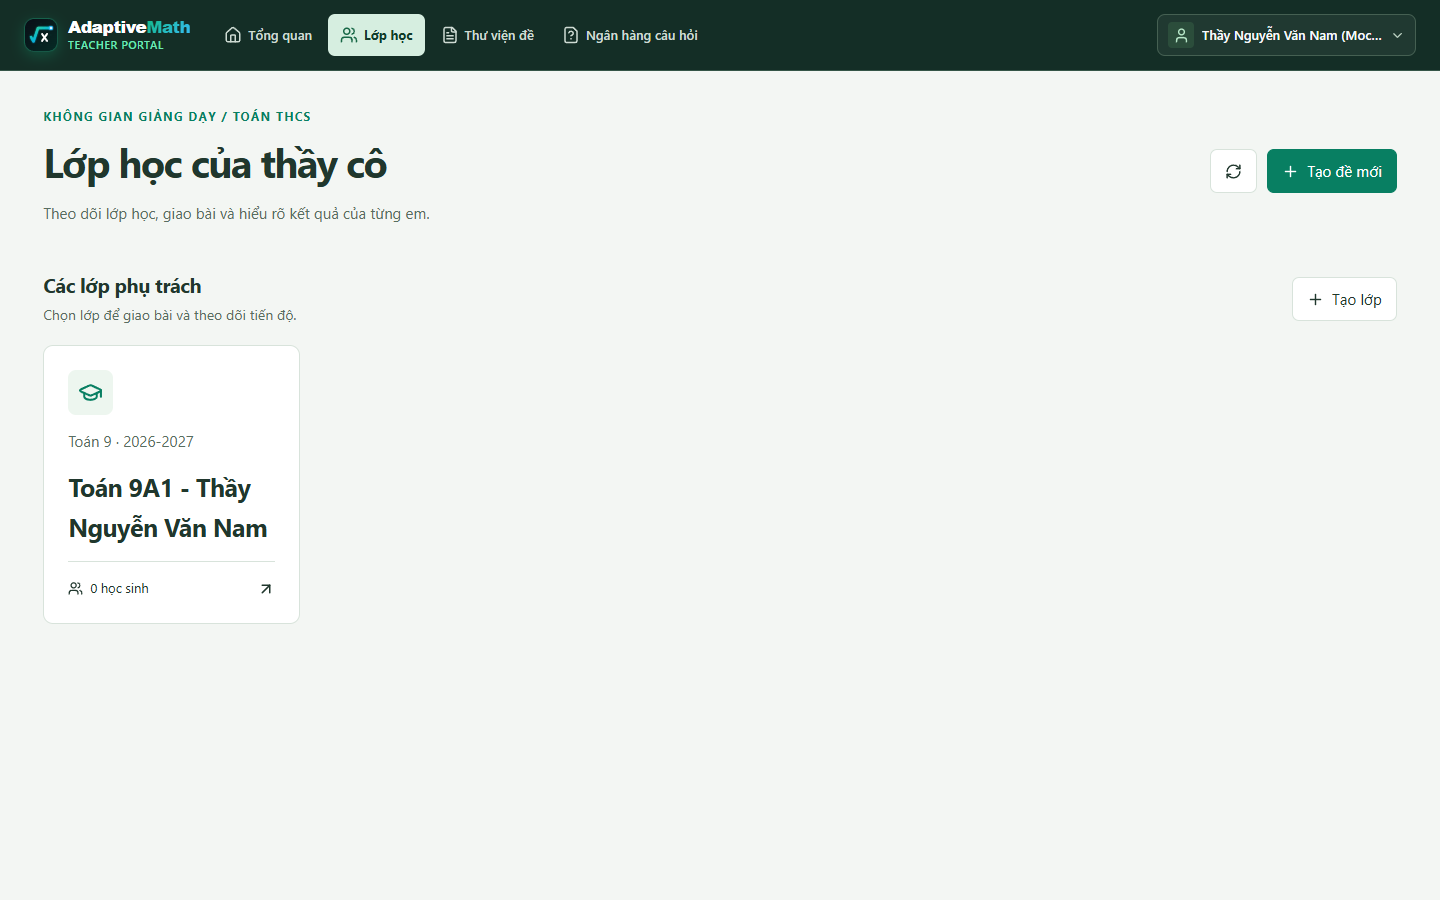 AdaptiveMath
TEACHER PORTAL
Tổng quan
Lớp học
Thư viện đề
Ngân hàng câu hỏi
Thầy Nguyễn Văn Nam (Moc...
KHÔNG GIAN GIẢNG DẠY / TOÁN THCS
Lớp học của thầy cô
Theo dõi lớp học, giao bài và hiểu rõ kết quả của từng em.
Tạo đề mới
Các lớp phụ trách
Chọn lớp để giao bài và theo dõi tiến độ.
Tạo lớp
Toán 9 · 2026-2027
Toán 9A1 - Thầy
Nguyễn Văn Nam
0 học sinh